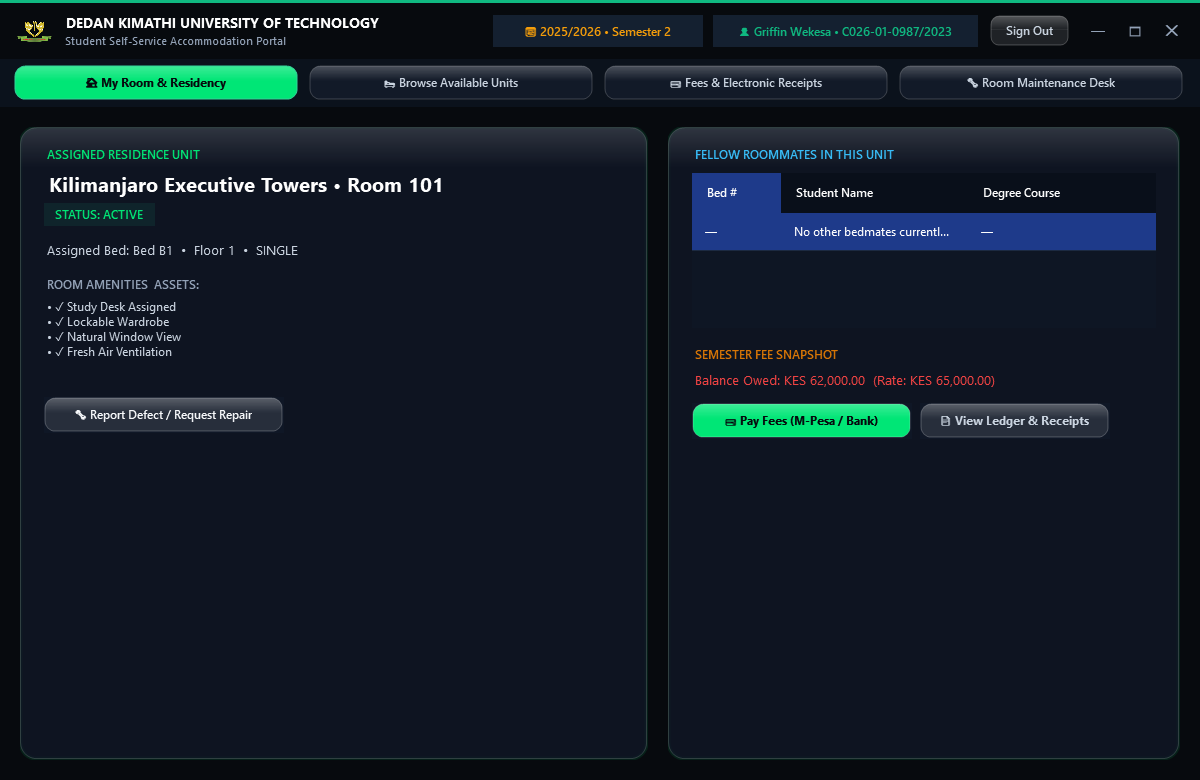 DEDAN KIMATHI UNIVERSITY OF TECHNOLOGY
Student Self-Service Accommodation Portal
2025/2026 • Semester 2
Griffin Wekesa • C026-01-0987/2023
Sign Out
My Room & Residency
Browse Available Units
Fees & Electronic Receipts
Room Maintenance Desk
ASSIGNED RESIDENCE UNIT
Kilimanjaro Executive Towers • Room 101
STATUS: ACTIVE
Assigned Bed: Bed B1 • Floor 1 • SINGLE
ROOM AMENITIES ASSETS:
• ✓ Study Desk Assigned
• ✓ Lockable Wardrobe
• ✓ Natural Window View
• ✓ Fresh Air Ventilation
Report Defect / Request Repair
FELLOW ROOMMATES IN THIS UNIT
Bed # Student Name Degree Course
— No other bedmates currentl... —
SEMESTER FEE SNAPSHOT
Balance Owed: KES 62,000.00 (Rate: KES 65,000.00)
Pay Fees (M-Pesa / Bank)
View Ledger & Receipts